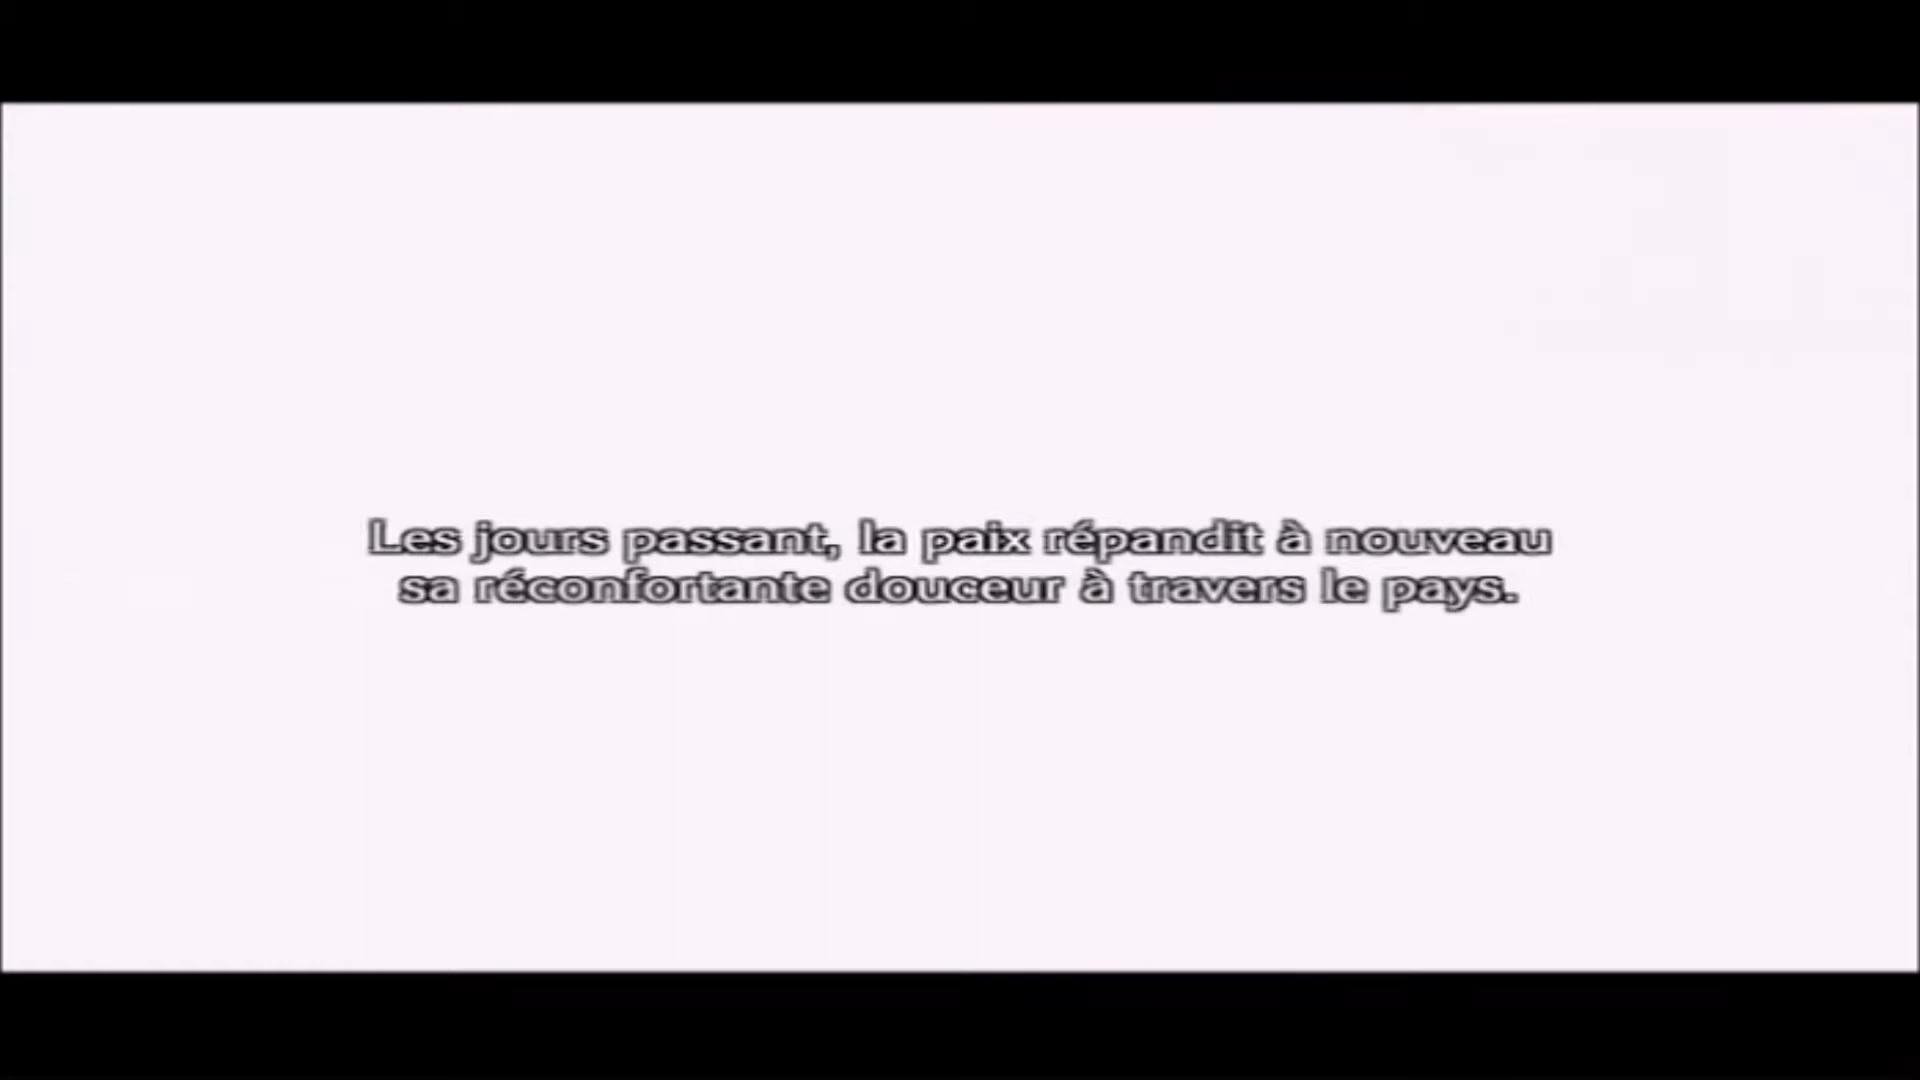 Les jours passant, la paix répandit à nouveau
sa réconfortante douceur à travers le pays.